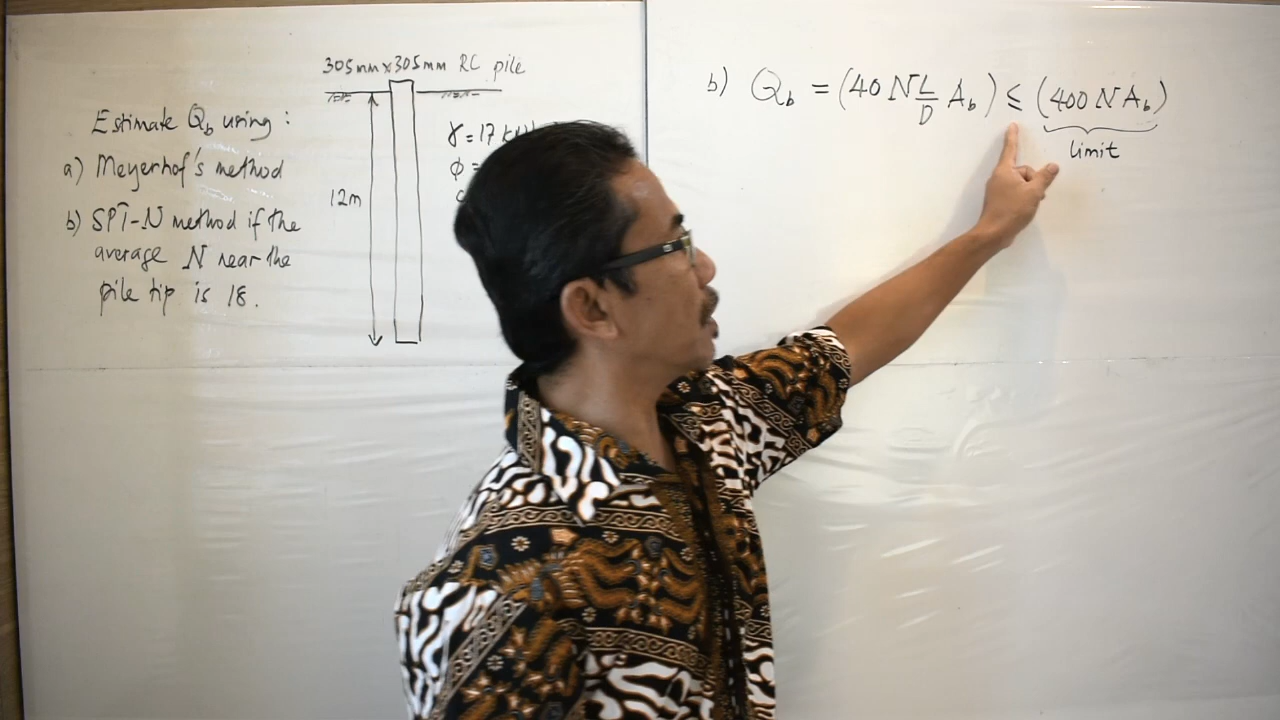 305mm x 305mm RC pile
Estimate Qb using :
a) Meyerhof's method
b) SPT-N method if the
average N near the
pile tip is 18.
12m
γ = 17
ϕ =
b) Qb = (40 N L/D Ab) ≤ (400 N Ab)
limit